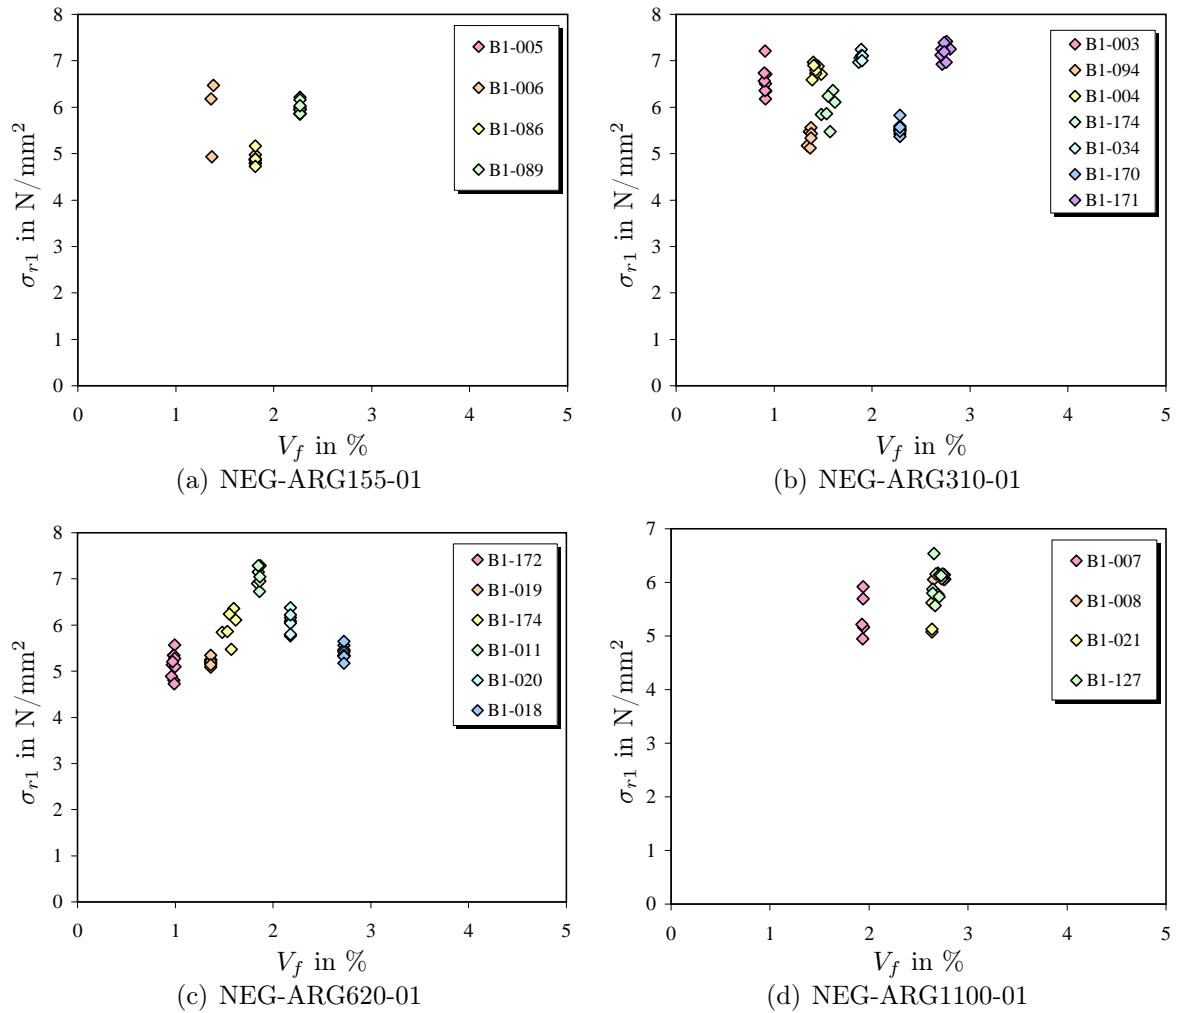 8
7
6
5
4
3
2
1
0
σr1 in N/mm²
B1-005
B1-006
B1-086
B1-089
0 1 2 3 4 5
Vf in %
(a) NEG-ARG155-01
8
7
6
5
4
3
2
1
0
σr1 in N/mm²
B1-003
B1-094
B1-004
B1-174
B1-034
B1-170
B1-171
0 1 2 3 4 5
Vf in %
(b) NEG-ARG310-01
8
7
6
5
4
3
2
1
0
σr1 in N/mm²
B1-172
B1-019
B1-174
B1-011
B1-020
B1-018
0 1 2 3 4 5
Vf in %
(c) NEG-ARG620-01
7
6
5
4
3
2
1
0
σr1 in N/mm²
B1-007
B1-008
B1-021
B1-127
0 1 2 3 4 5
Vf in %
(d) NEG-ARG1100-01